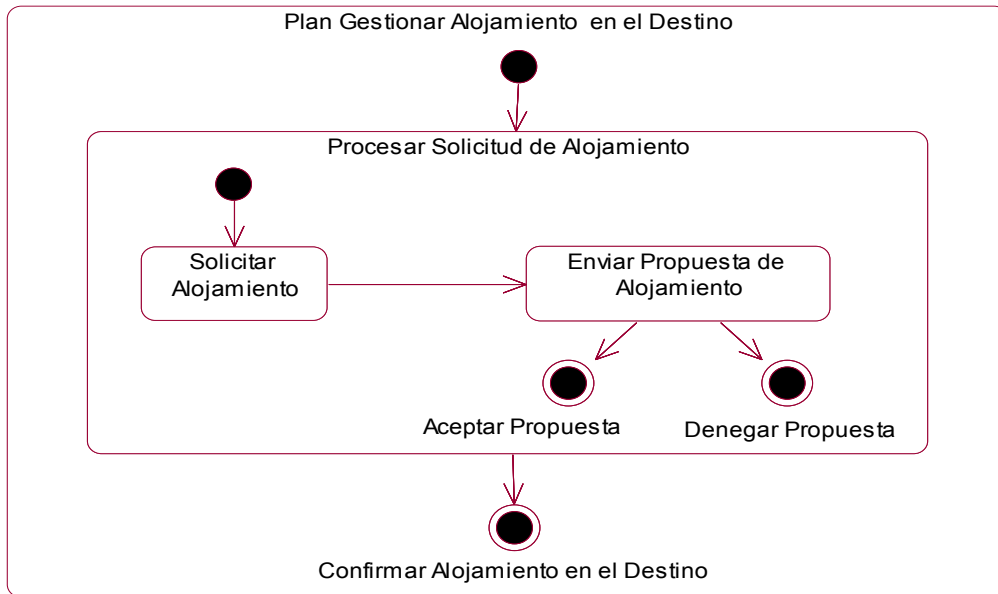 Plan Gestionar Alojamiento en el Destino
Procesar Solicitud de Alojamiento
Solicitar
Alojamiento
Enviar Propuesta de
Alojamiento
Aceptar Propuesta
Denegar Propuesta
Confirmar Alojamiento en el Destino